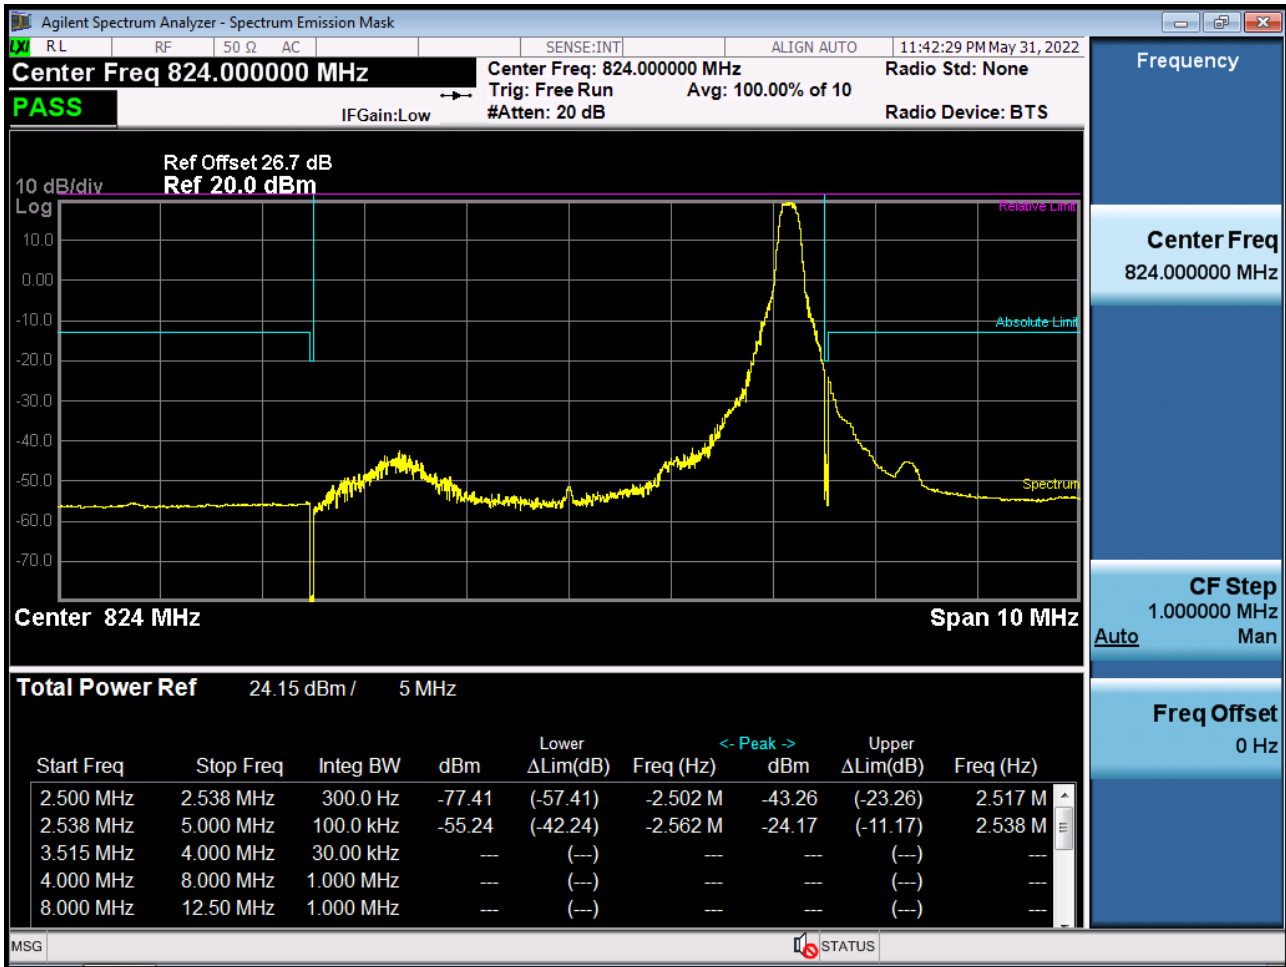 Agilent Spectrum Analyzer - Spectrum Emission Mask
LXI RL RF 50 Ω AC SENSE:INT ALIGN AUTO 11:42:29 PM May 31, 2022
Center Freq 824.000000 MHz Center Freq: 824.000000 MHz Radio Std: None
Trig: Free Run Avg: 100.00% of 10
PASS IFGain:Low #Atten: 20 dB Radio Device: BTS
Ref Offset 26.7 dB
10 dB/div Ref 20.0 dBm
Log
Relative Limit
10.0
0.00
-10.0
Absolute Limit
-20.0
-30.0
-40.0
-50.0
Spectrum
-60.0
-70.0
Center 824 MHz Span 10 MHz
Total Power Ref 24.15 dBm / 5 MHz
Lower <- Peak -> Upper
Start Freq Stop Freq Integ BW dBm ΔLim(dB) Freq (Hz) dBm ΔLim(dB) Freq (Hz)
2.500 MHz 2.538 MHz 300.0 Hz -77.41 (-57.41) -2.502 M -43.26 (-23.26) 2.517 M
2.538 MHz 5.000 MHz 100.0 kHz -55.24 (-42.24) -2.562 M -24.17 (-11.17) 2.538 M
3.515 MHz 4.000 MHz 30.00 kHz --- (---) --- --- (---) ---
4.000 MHz 8.000 MHz 1.000 MHz --- (---) --- --- (---) ---
8.000 MHz 12.50 MHz 1.000 MHz --- (---) --- --- (---) ---
MSG STATUS
Frequency
Center Freq
824.000000 MHz
CF Step
1.000000 MHz
Auto Man
Freq Offset
0 Hz